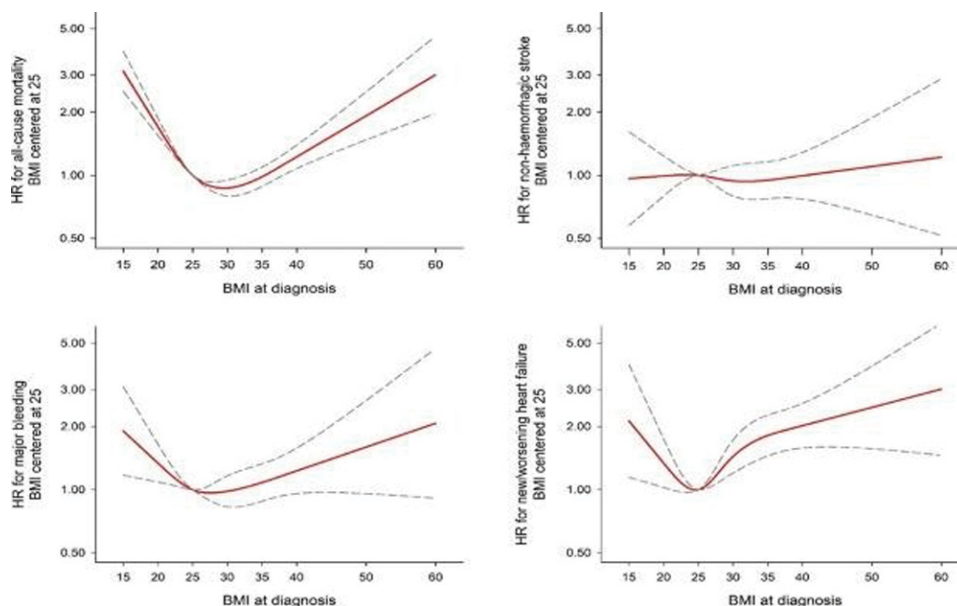 HR for all-cause mortality
BMI centered at 25
5.00
3.00
2.00
1.00
0.50
15 20 25 30 35 40 50 60
BMI at diagnosis
HR for non-haemorrhagic stroke
BMI centered at 25
5.00
3.00
2.00
1.00
0.50
15 20 25 30 35 40 50 60
BMI at diagnosis
HR for major bleeding
BMI centered at 25
5.00
3.00
2.00
1.00
0.50
15 20 25 30 35 40 50 60
BMI at diagnosis
HR for new/worsening heart failure
BMI centered at 25
5.00
3.00
2.00
1.00
0.50
15 20 25 30 35 40 50 60
BMI at diagnosis